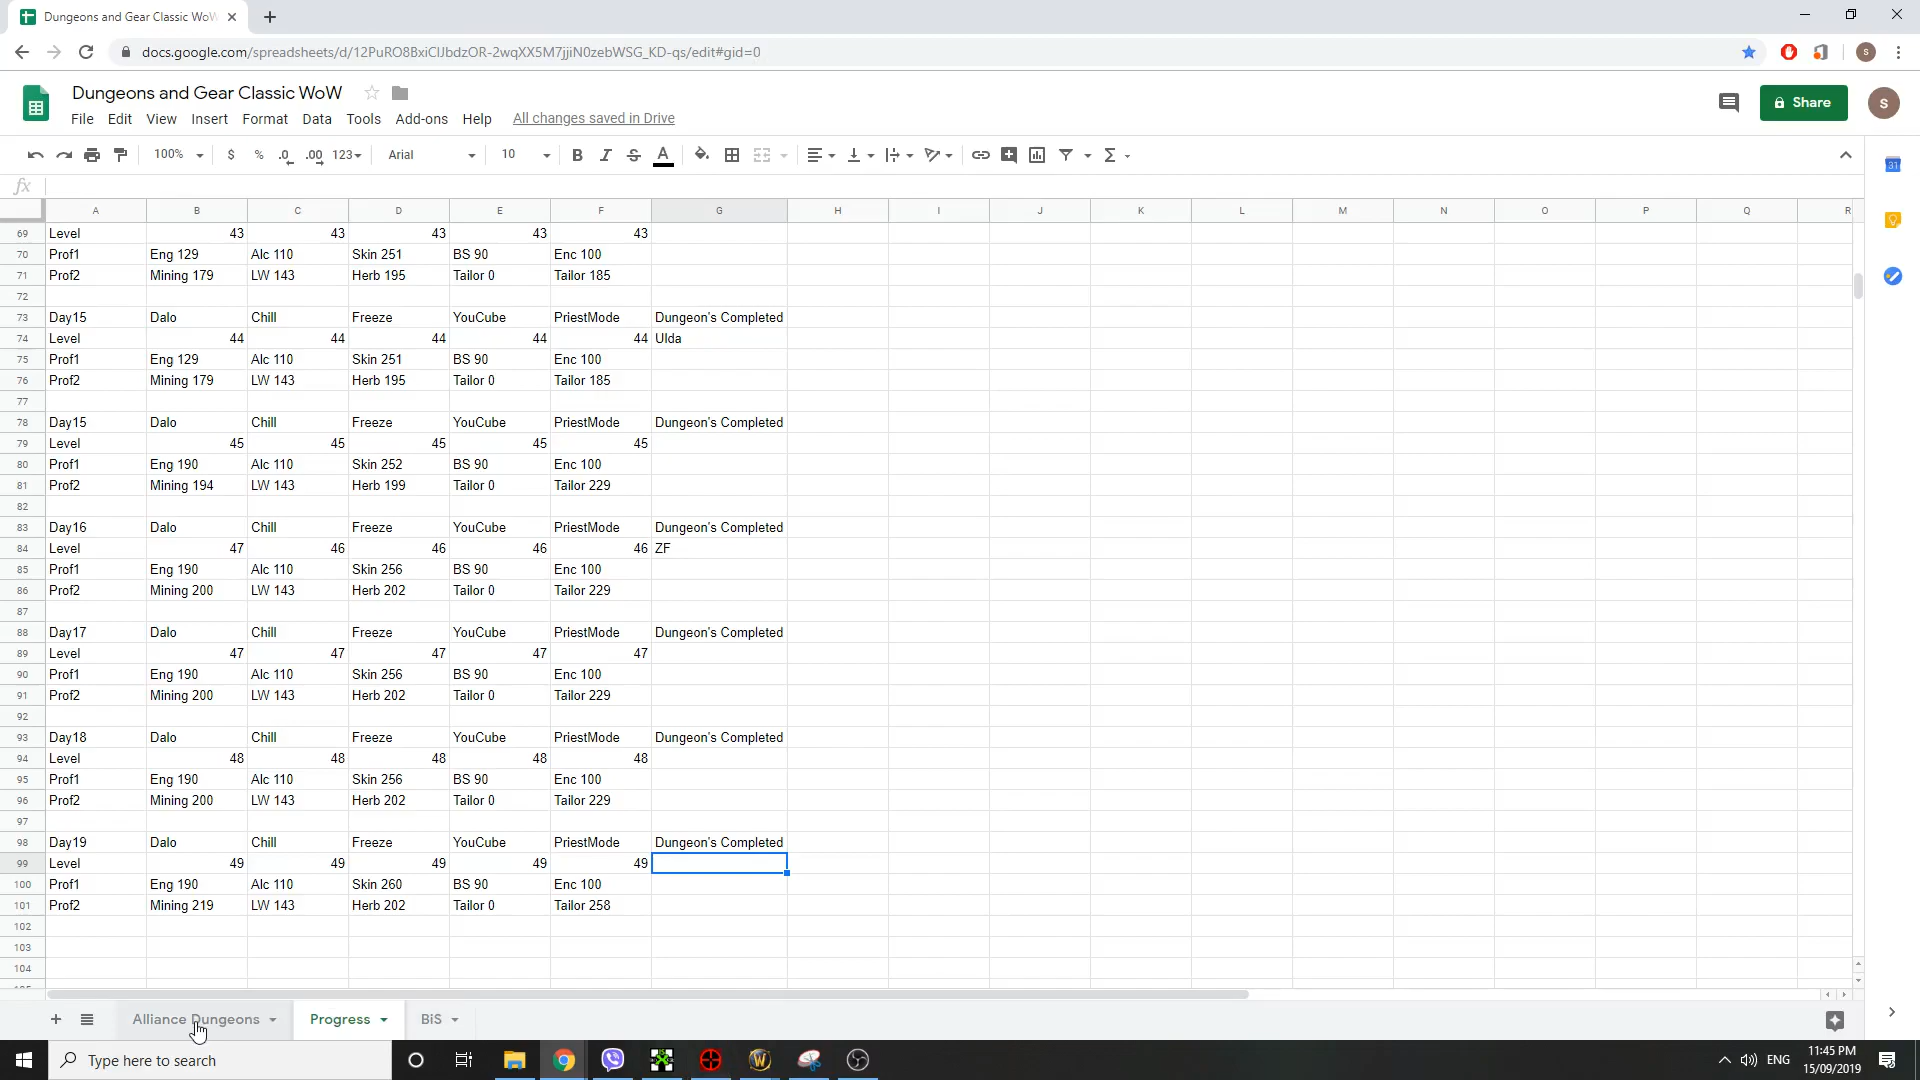 Dungeons and Gear Classic WoW
docs.google.com/spreadsheets/d/12PuRO8BxiClJbdzOR-2wqXX5M7jjiN0zebWSG_KD-qs/edit#gid=0
S
Dungeons and Gear Classic WoW
File Edit View Insert Format Data Tools Add-ons Help All changes saved in Drive
Share
S
100% $ % .0 .00 123 Arial 10 B I S A Σ
31
fx
A B C D E F G H I J K L M N O P Q R
69 Level 43 43 43 43 43
70 Prof1 Eng 129 Alc 110 Skin 251 BS 90 Enc 100
71 Prof2 Mining 179 LW 143 Herb 195 Tailor 0 Tailor 185
72
73 Day15 Dalo Chill Freeze YouCube PriestMode Dungeon's Completed
74 Level 44 44 44 44 44 Ulda
75 Prof1 Eng 129 Alc 110 Skin 251 BS 90 Enc 100
76 Prof2 Mining 179 LW 143 Herb 195 Tailor 0 Tailor 185
77
78 Day15 Dalo Chill Freeze YouCube PriestMode Dungeon's Completed
79 Level 45 45 45 45 45
80 Prof1 Eng 190 Alc 110 Skin 252 BS 90 Enc 100
81 Prof2 Mining 194 LW 143 Herb 199 Tailor 0 Tailor 229
82
83 Day16 Dalo Chill Freeze YouCube PriestMode Dungeon's Completed
84 Level 47 46 46 46 46 ZF
85 Prof1 Eng 190 Alc 110 Skin 256 BS 90 Enc 100
86 Prof2 Mining 200 LW 143 Herb 202 Tailor 0 Tailor 229
87
88 Day17 Dalo Chill Freeze YouCube PriestMode Dungeon's Completed
89 Level 47 47 47 47 47
90 Prof1 Eng 190 Alc 110 Skin 256 BS 90 Enc 100
91 Prof2 Mining 200 LW 143 Herb 202 Tailor 0 Tailor 229
92
93 Day18 Dalo Chill Freeze YouCube PriestMode Dungeon's Completed
94 Level 48 48 48 48 48
95 Prof1 Eng 190 Alc 110 Skin 256 BS 90 Enc 100
96 Prof2 Mining 200 LW 143 Herb 202 Tailor 0 Tailor 229
97
98 Day19 Dalo Chill Freeze YouCube PriestMode Dungeon's Completed
99 Level 49 49 49 49 49
100 Prof1 Eng 190 Alc 110 Skin 260 BS 90 Enc 100
101 Prof2 Mining 219 LW 143 Herb 202 Tailor 0 Tailor 258
102
103
104
Alliance Dungeons Progress BiS
Type here to search
ENG
11:45 PM
15/09/2019